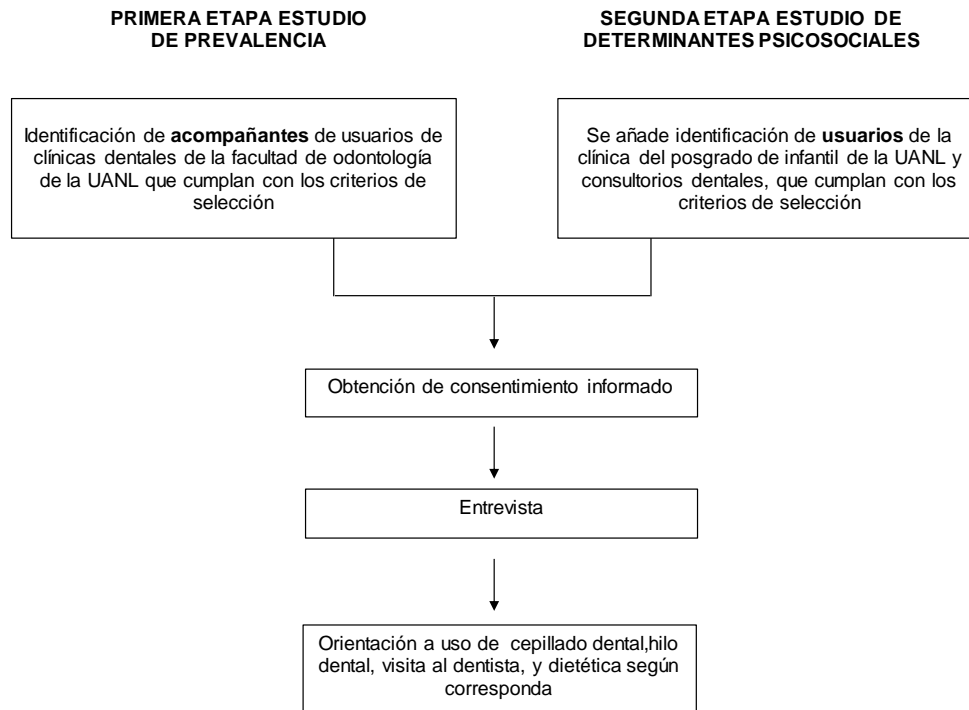 PRIMERA ETAPA ESTUDIO
DE PREVALENCIA
SEGUNDA ETAPA ESTUDIO DE
DETERMINANTES PSICOSOCIALES
Identificación de acompañantes de usuarios de
clínicas dentales de la facultad de odontología
de la UANL que cumplan con los criterios de
selección
Se añade identificación de usuarios de la
clínica del posgrado de infantil de la UANL y
consultorios dentales, que cumplan con los
criterios de selección
Obtención de consentimiento informado
Entrevista
Orientación a uso de cepillado dental,hilo
dental, visita al dentista, y dietética según
corresponda